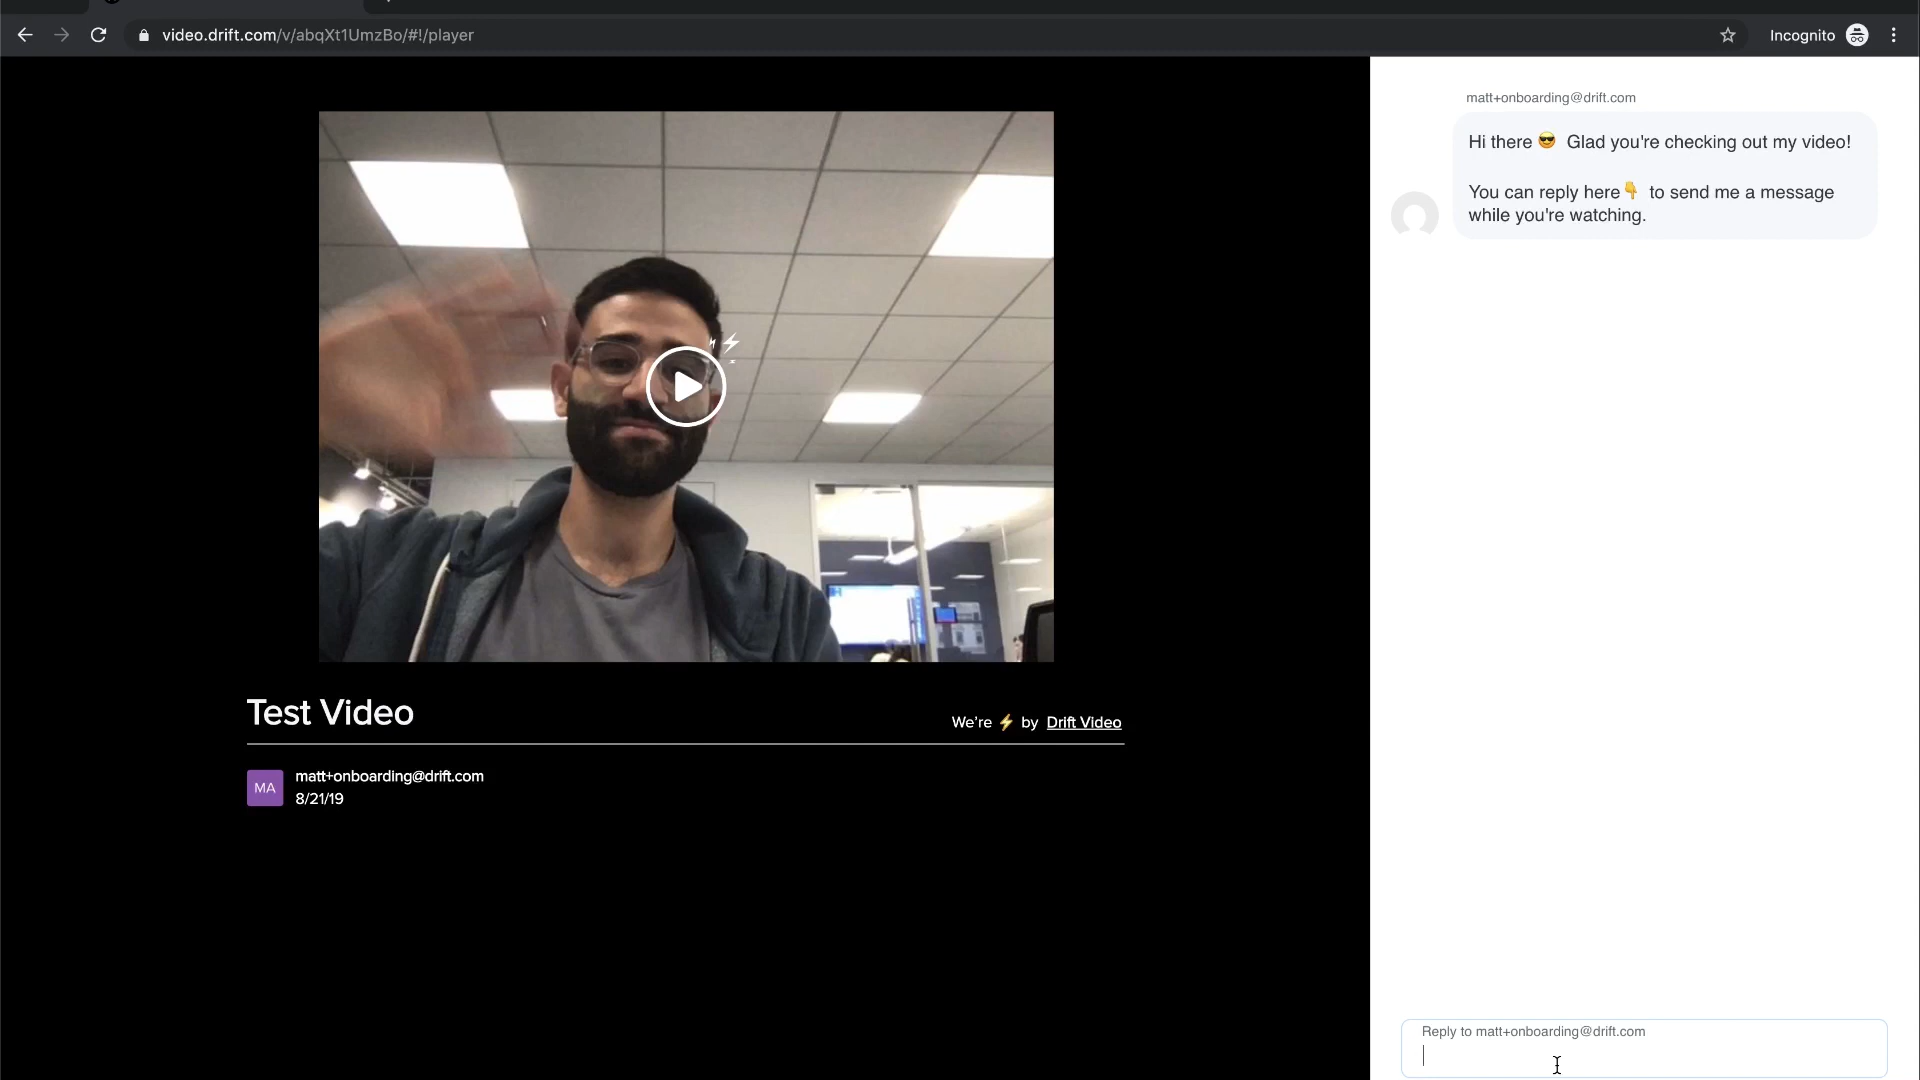 video.drift.com/v/abqXt1UmzBo/#!/player
Incognito
matt+onboarding@drift.com
Hi there 😎 Glad you're checking out my video!
You can reply here👇 to send me a message
while you're watching.
Test Video
We're ⚡ by Drift Video
MA
matt+onboarding@drift.com
8/21/19
Reply to matt+onboarding@drift.com